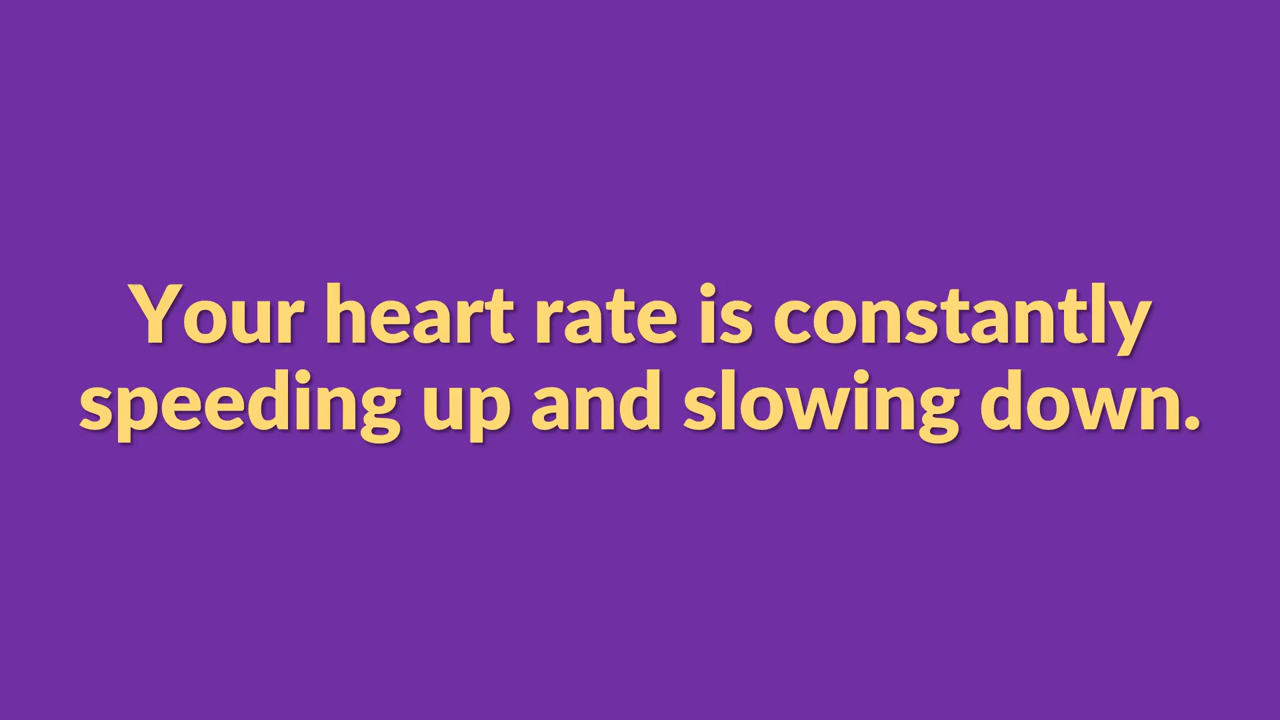 Your heart rate is constantly
speeding up and slowing down.